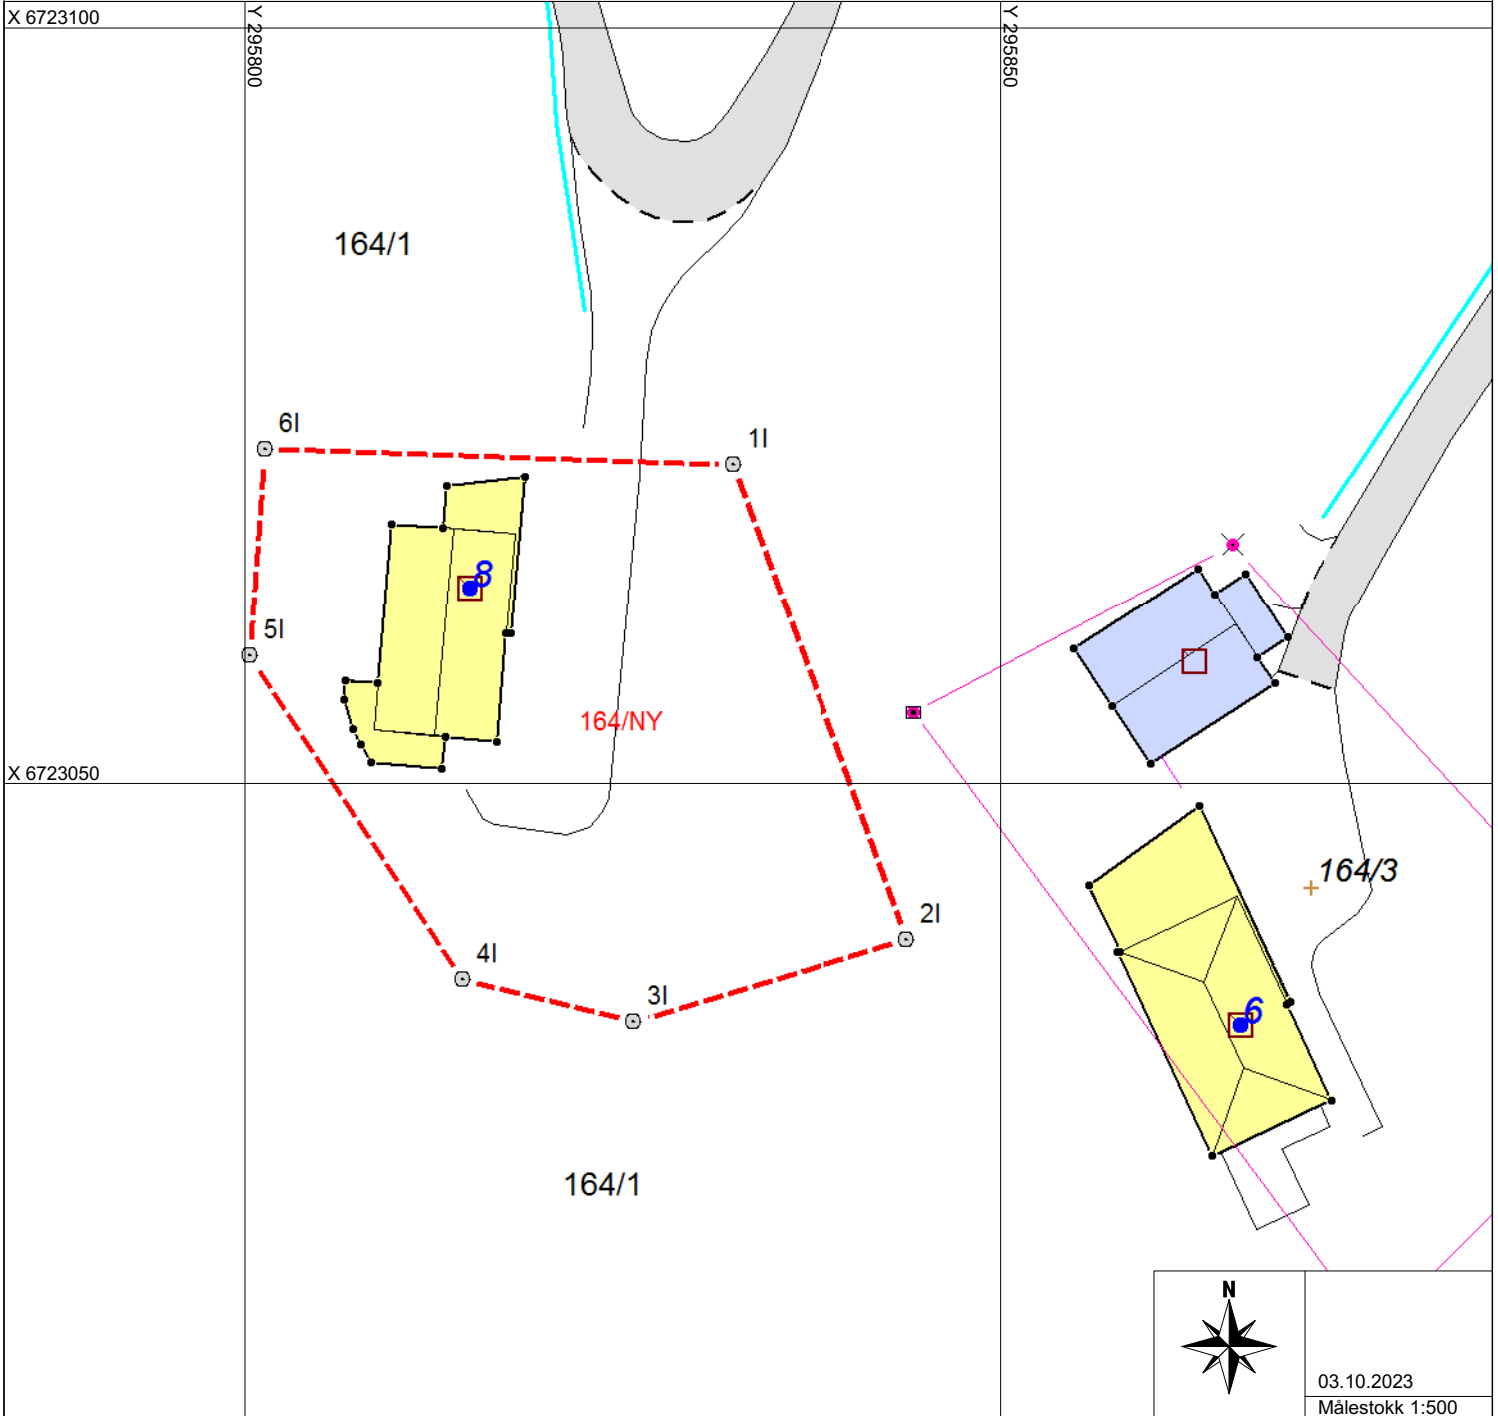 X 6723100
Y 295800
Y 295850
164/1
6I
1I
8
5I
164/NY
X 6723050
164/3
2I
4I
3I
6
164/1
N
03.10.2023
Målestokk 1:500